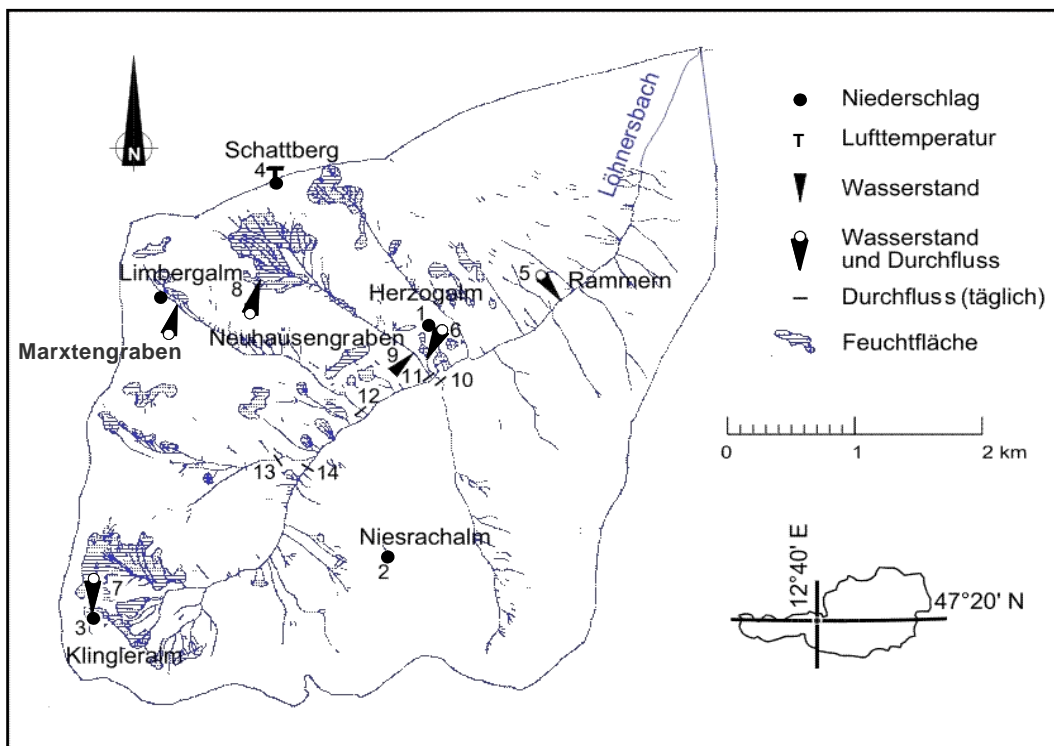 N
Schattberg
4
Löhnersbach
Limbergalm
8
Herzogalm
5
Rammern
1
6
Neuhausengraben
Marxtengraben
9
11
10
12
13
14
Niesrachalm
2
7
3
Klingleralm
Niederschlag
Lufttemperatur
Wasserstand
Wasserstand
und Durchfluss
Durchfluss (täglich)
Feuchtfläche
0 1 2 km
12°40' E
47°20' N